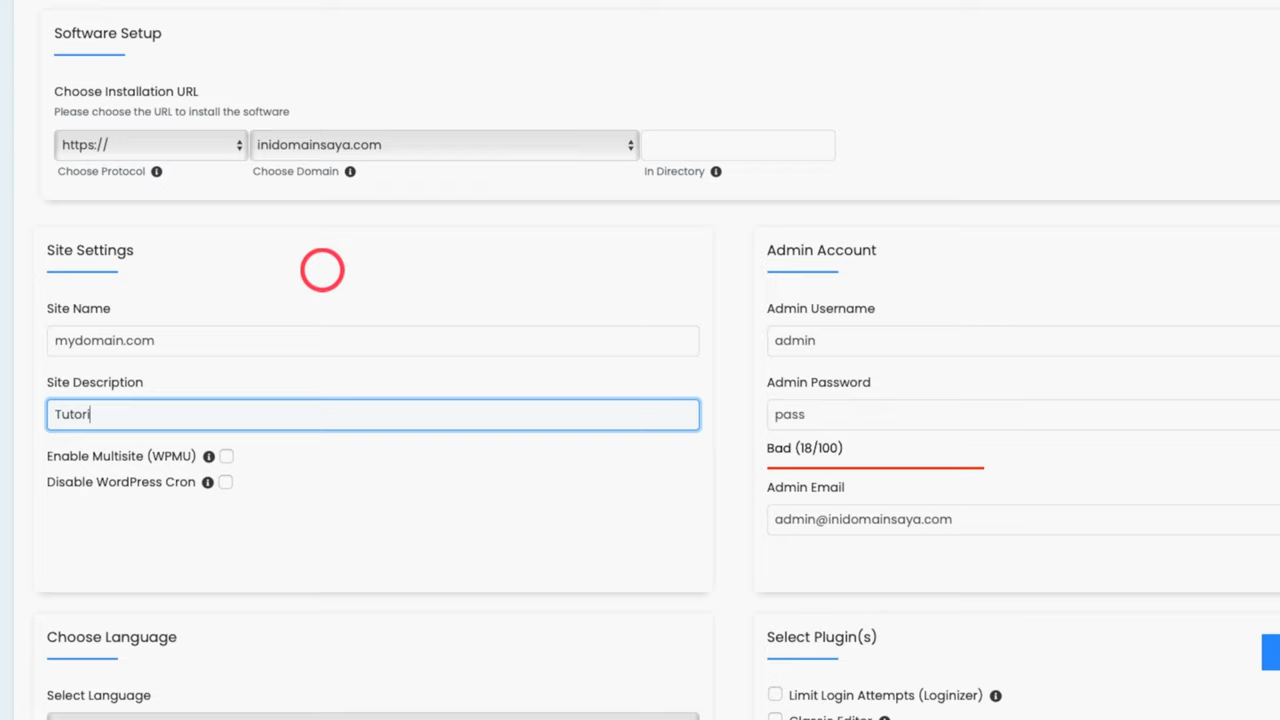 Software Setup
Choose Installation URL
Please choose the URL to install the software
https://
inidomainsaya.com
Choose Protocol
Choose Domain
In Directory
Site Settings
Site Name
mydomain.com
Site Description
Tutori
Enable Multisite (WPMU)
Disable WordPress Cron
Admin Account
Admin Username
admin
Admin Password
pass
Bad (18/100)
Admin Email
admin@inidomainsaya.com
Choose Language
Select Language
Select Plugin(s)
Limit Login Attempts (Loginizer)
Classic Editor